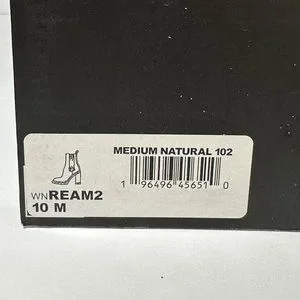 MEDIUM NATURAL 102
1 96496 45651 0
WNREAM2
10 M